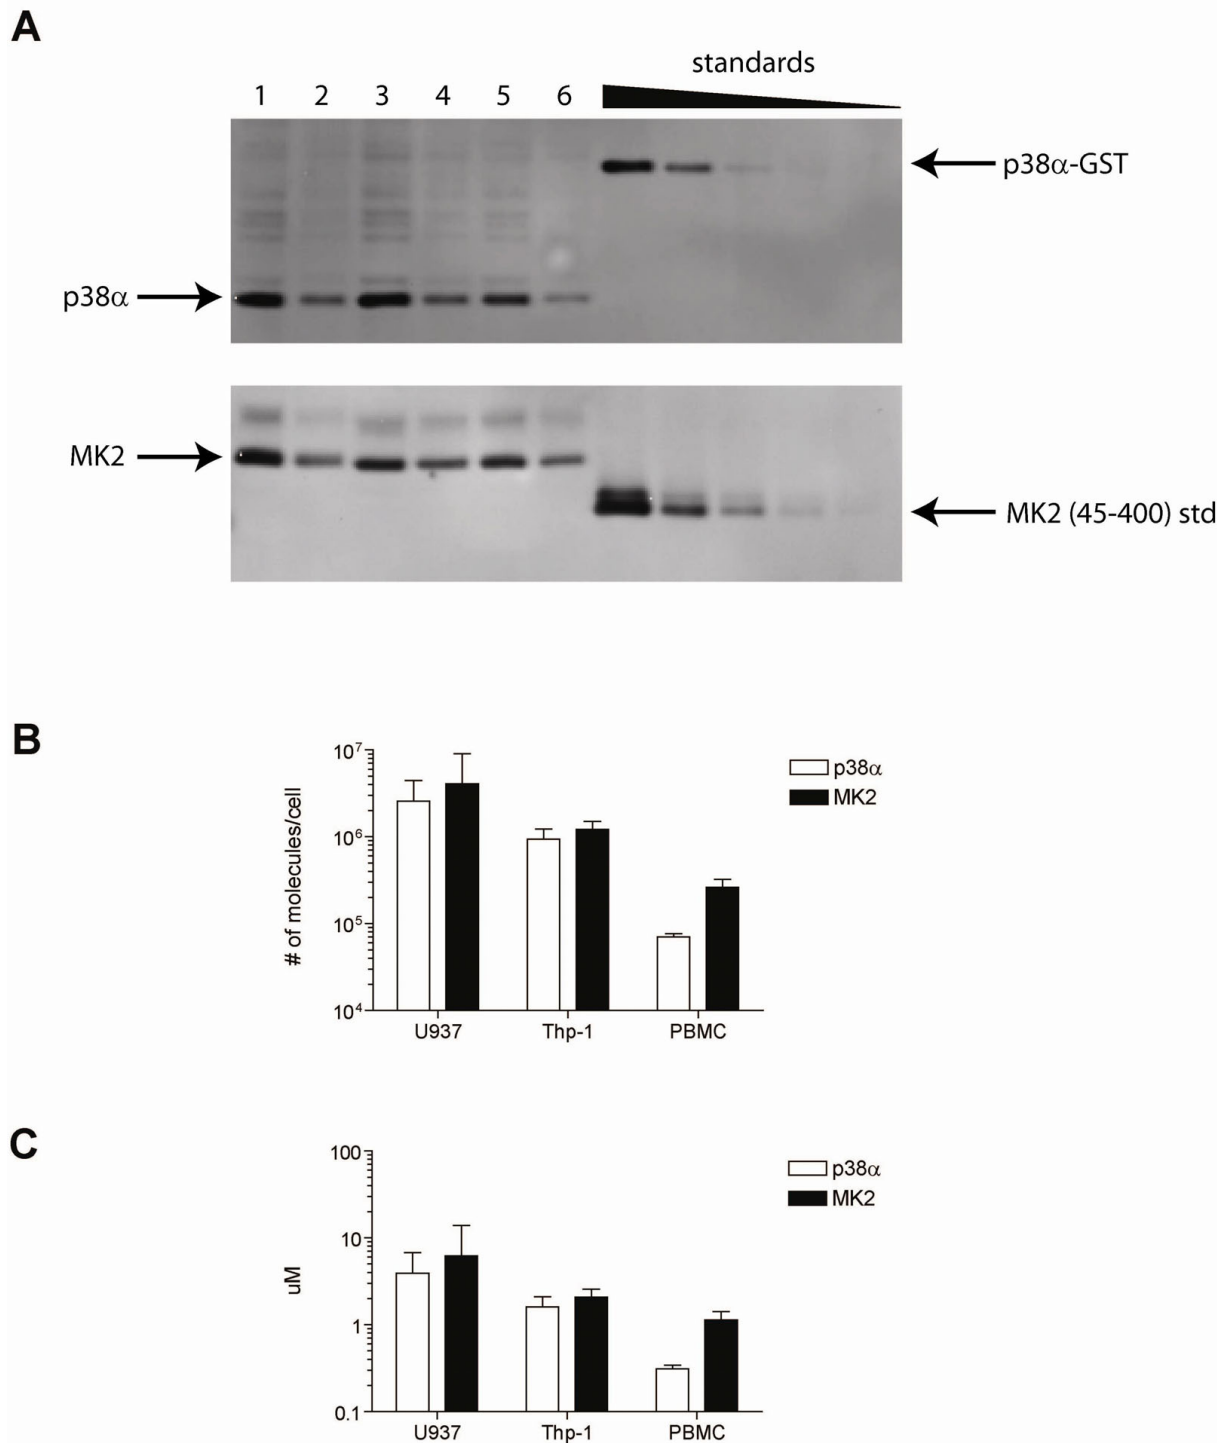 A
standards
1 2 3 4 5 6
p38α-GST
p38α
MK2
MK2 (45-400) std
B
10⁷
10⁶
10⁵
10⁴
# of molecules/cell
p38α
MK2
U937 Thp-1 PBMC
C
100
10
1
0.1
uM
p38α
MK2
U937 Thp-1 PBMC